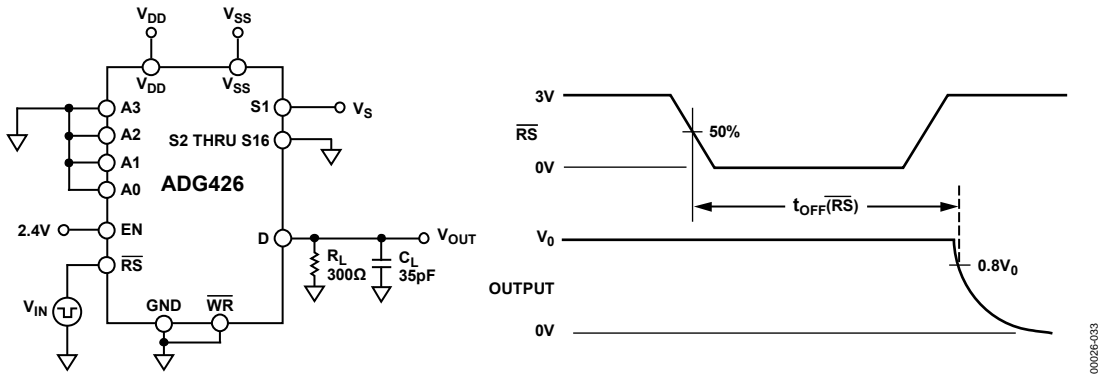 VDD
VSS
VDD
VSS
A3
A2
A1
A0
S1
VS
S2 THRU S16
ADG426
2.4V
EN
RS
D
VOUT
RL
300Ω
CL
35pF
VIN
GND
WR
3V
RS
0V
50%
tOFF(RS)
V0
OUTPUT
0V
0.8V0
00026-033